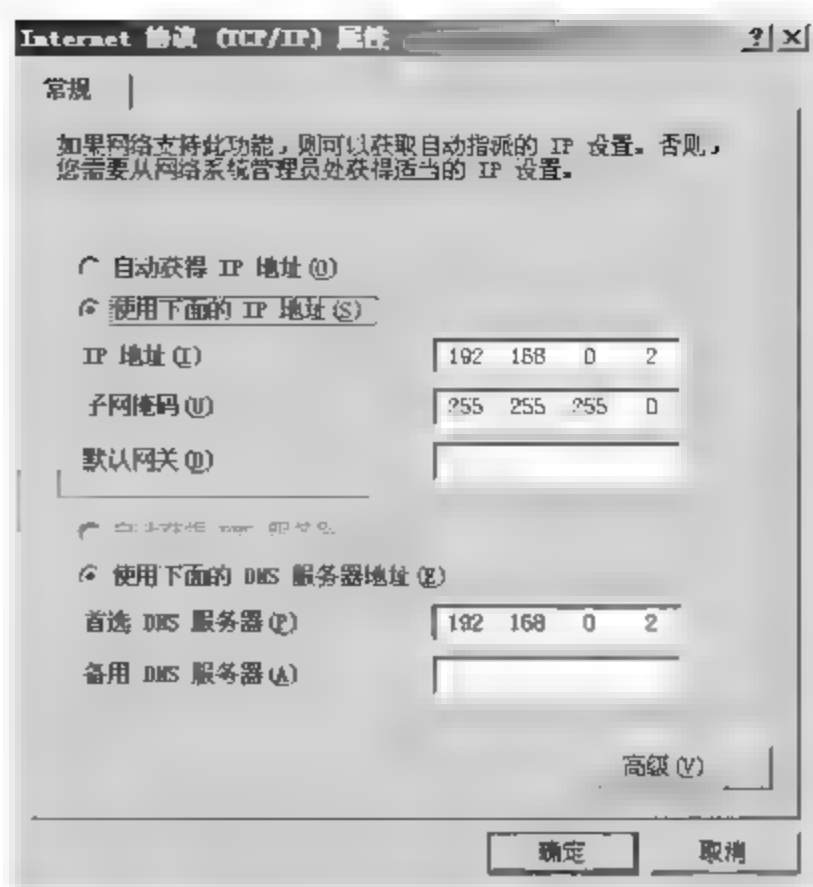 Internet 协议 (TCP/IP) 属性
? ×
常规
如果网络支持此功能，则可以获取自动指派的 IP 设置。否则，
您需要从网络系统管理员处获得适当的 IP 设置。
自动获得 IP 地址(O)
使用下面的 IP 地址(S)
IP 地址(I) 192 168 0 2
子网掩码(U) 255 255 255 0
默认网关(D)
使用下面的 DNS 服务器地址(E)
首选 DNS 服务器(P) 192 168 0 2
备用 DNS 服务器(A)
高级(V)
确定 取消